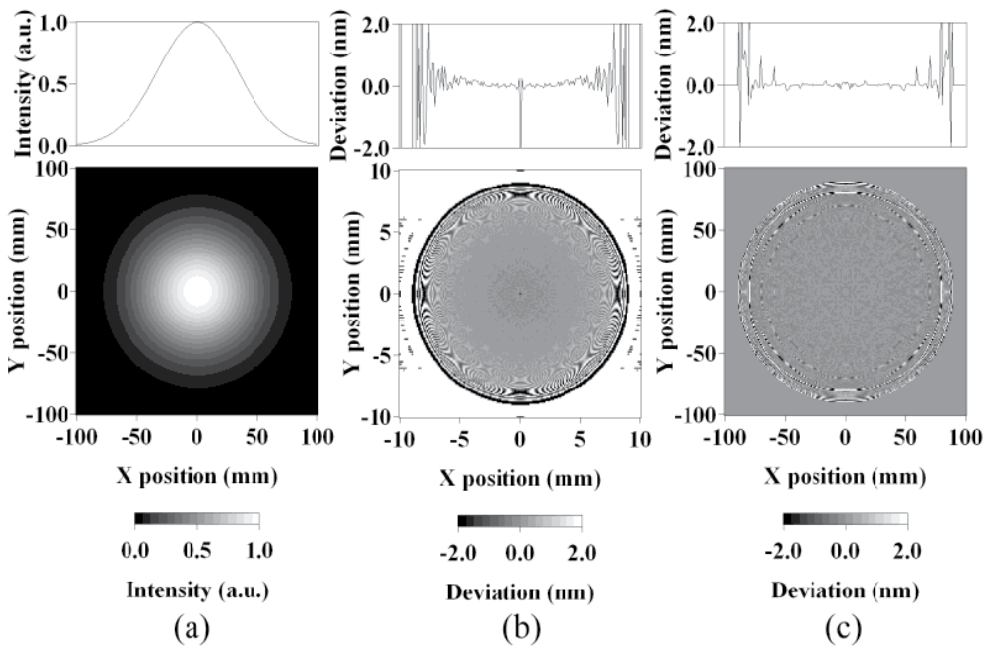 Intensity (a.u.)
1.0
0.5
0.0
Deviation (nm)
2.0
0.0
-2.0
Deviation (nm)
2.0
0.0
-2.0
Y position (mm)
100
50
0
-50
-100
-100 -50 0 50 100
X position (mm)
0.0 0.5 1.0
Intensity (a.u.)
(a)
Y position (mm)
10
5
0
-5
-10
-10 -5 0 5 10
X position (mm)
-2.0 0.0 2.0
Deviation (nm)
(b)
Y position (mm)
100
50
0
-50
-100
-100 -50 0 50 100
X position (mm)
-2.0 0.0 2.0
Deviation (nm)
(c)